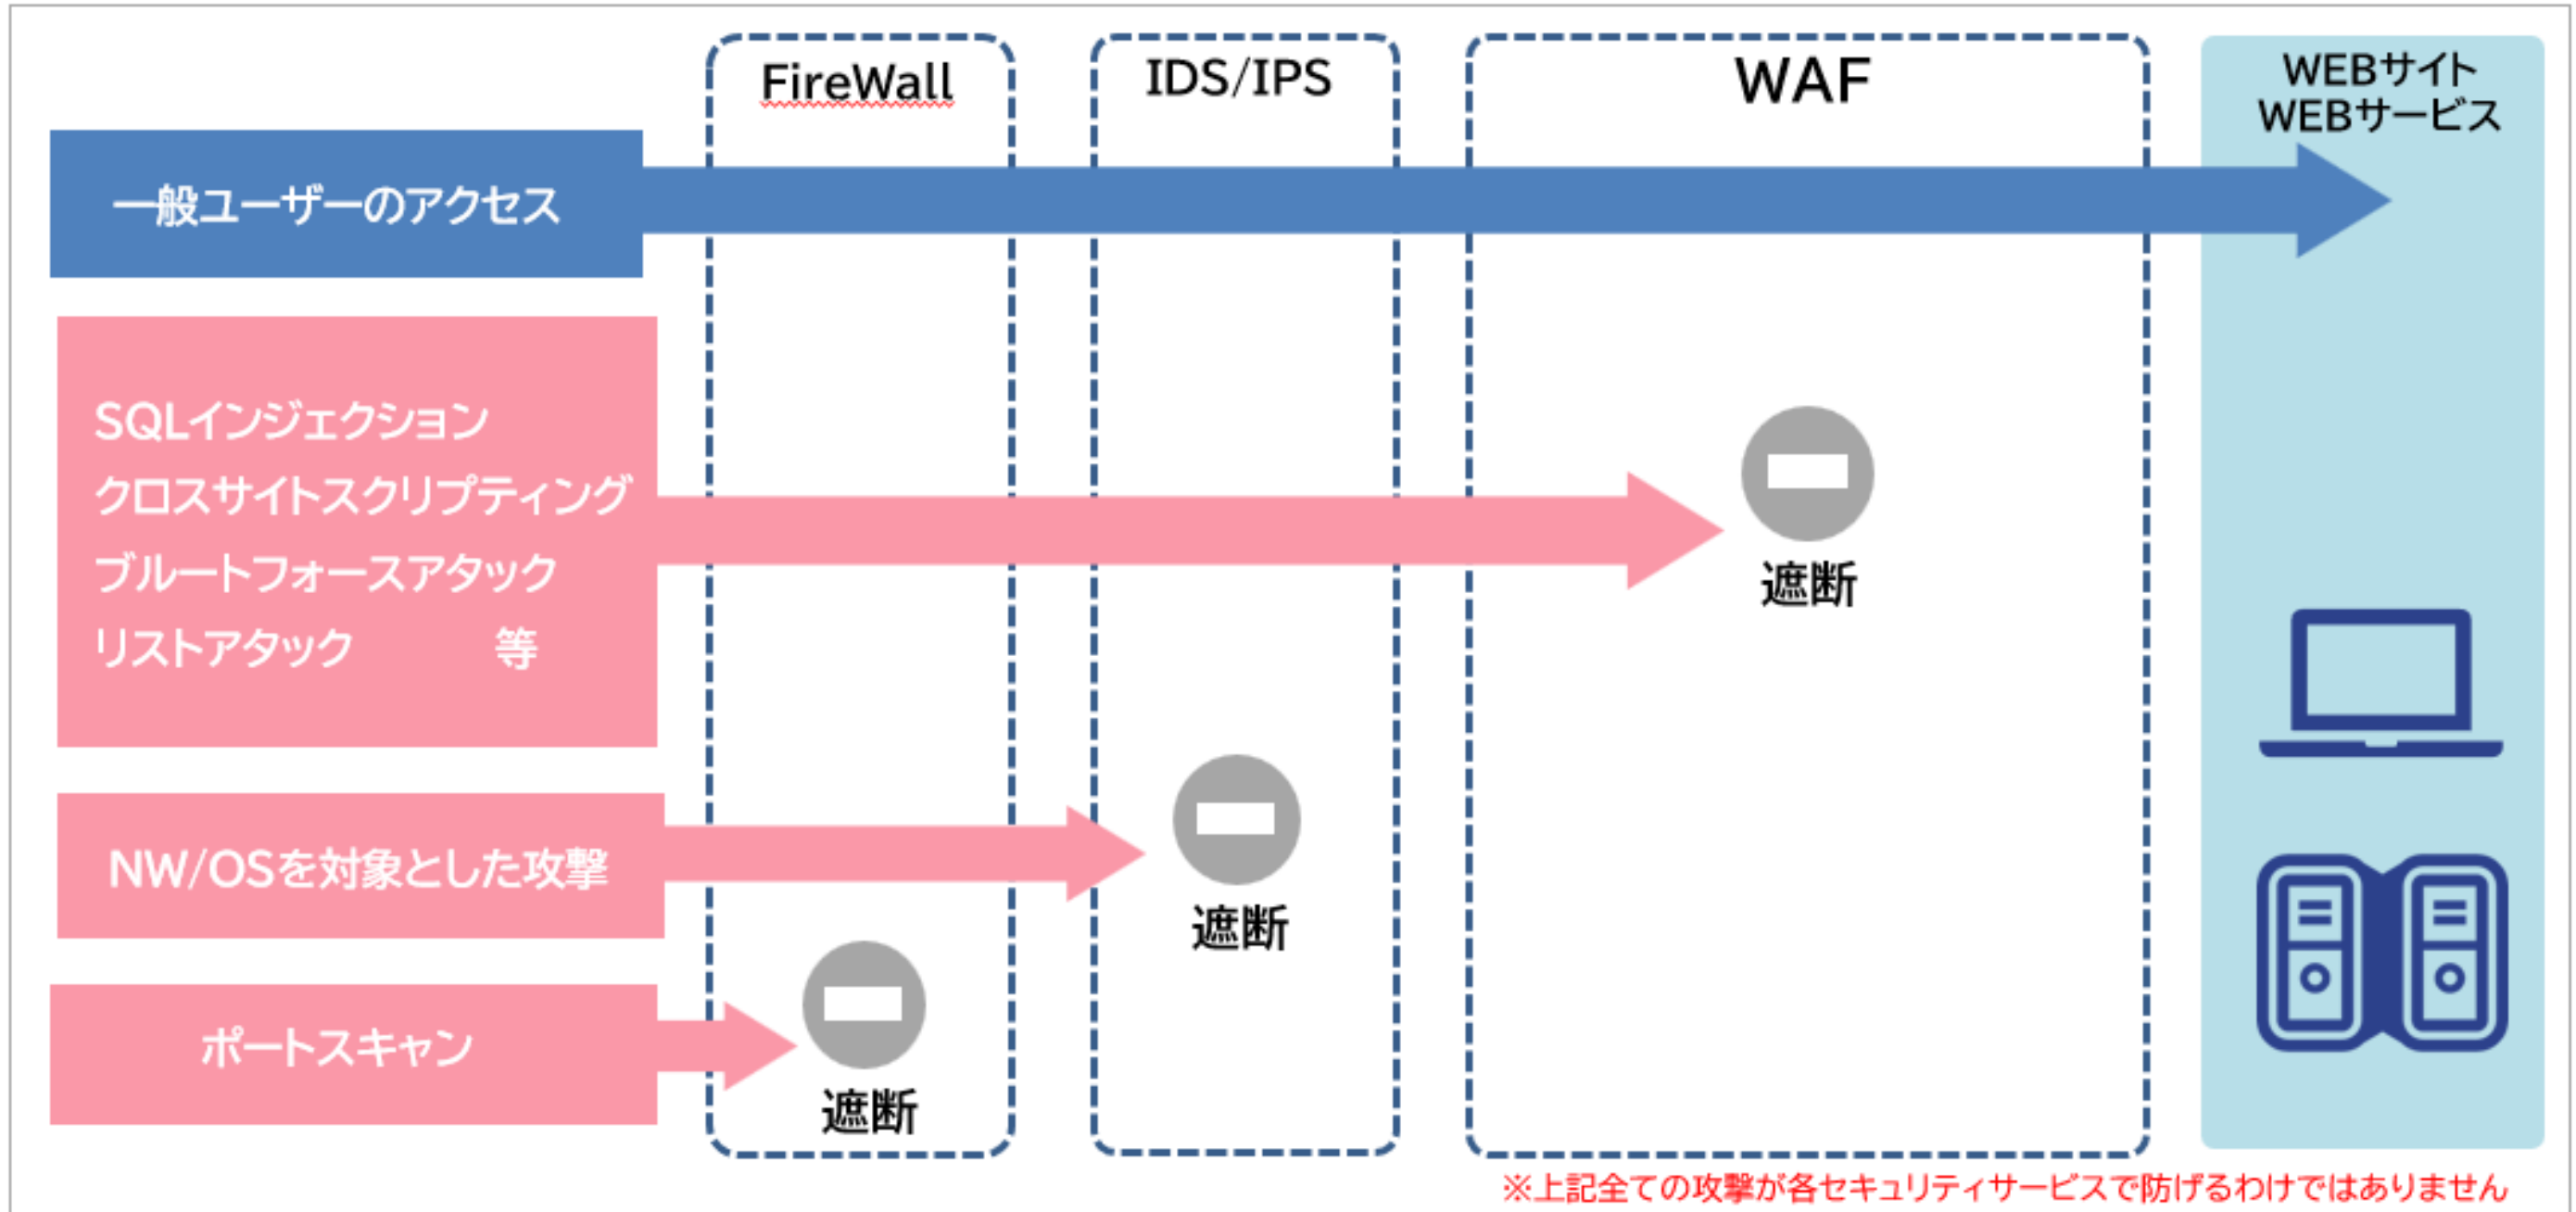 FireWall
IDS/IPS
WAF
WEBサイト
WEBサービス
一般ユーザーのアクセス
SQLインジェクション
クロスサイトスクリプティング
ブルートフォースアタック
リストアタック 等
遮断
NW/OSを対象とした攻撃
遮断
ポートスキャン
遮断
※上記全ての攻撃が各セキュリティサービスで防げるわけではありません